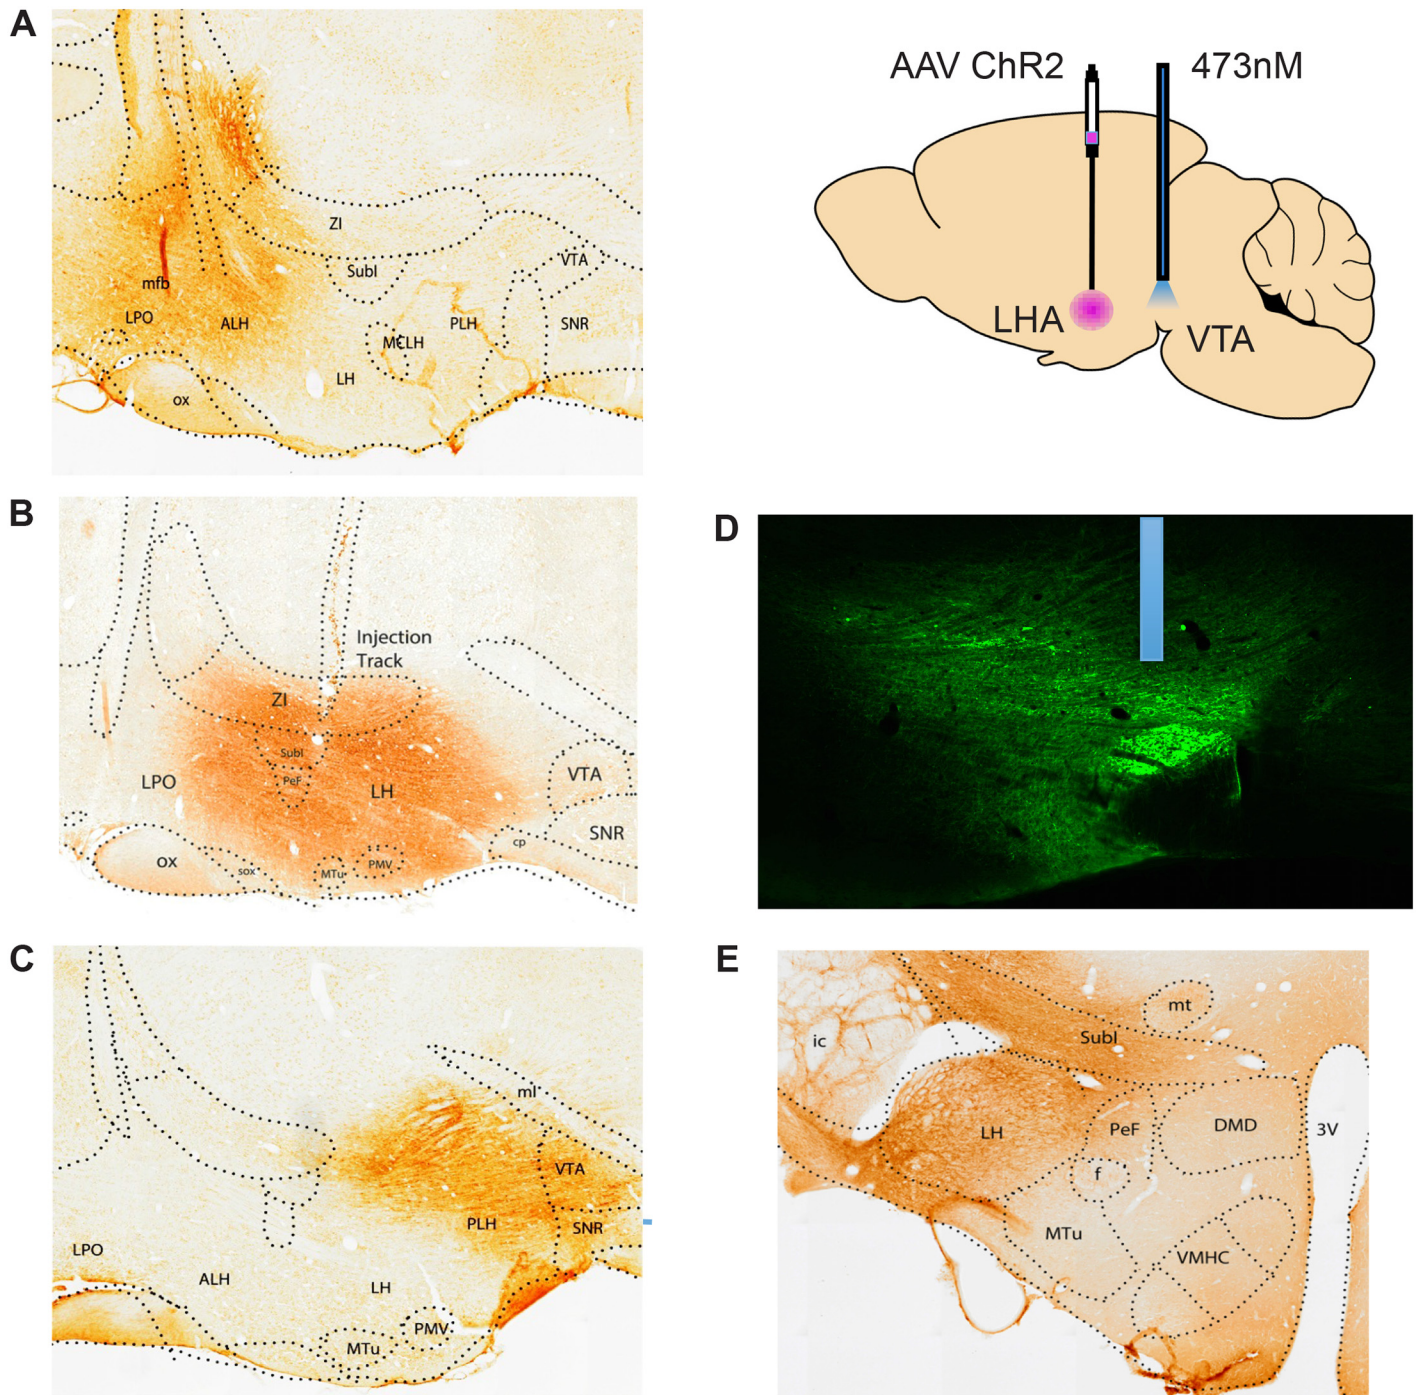 A
ZI
Subl
VTA
mfb
LPO
ALH
MCLH
PLH
SNR
LH
ox
AAV ChR2
473nM
LHA
VTA
B
Injection
Track
ZI
Subl
PeF
LPO
LH
VTA
SNR
cp
ox
sox
MTu
PMV
D
C
ml
VTA
PLH
SNR
LPO
ALH
LH
PMV
MTu
E
mt
ic
Subl
LH
PeF
DMD
3V
f
MTu
VMHC